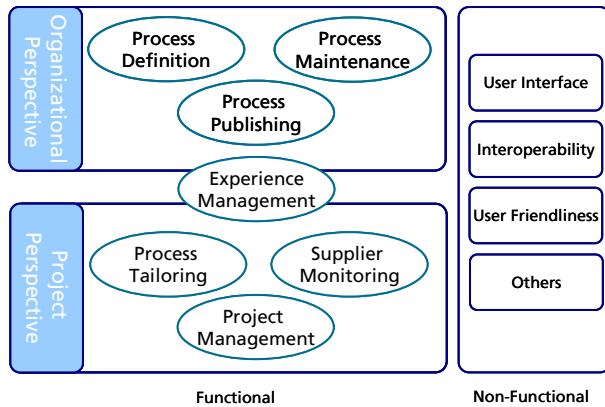 Organizational
Perspective
Process
Definition
Process
Maintenance
Process
Publishing
Experience
Management
Project
Perspective
Process
Tailoring
Supplier
Monitoring
Project
Management
Functional
User Interface
Interoperability
User Friendliness
Others
Non-Functional